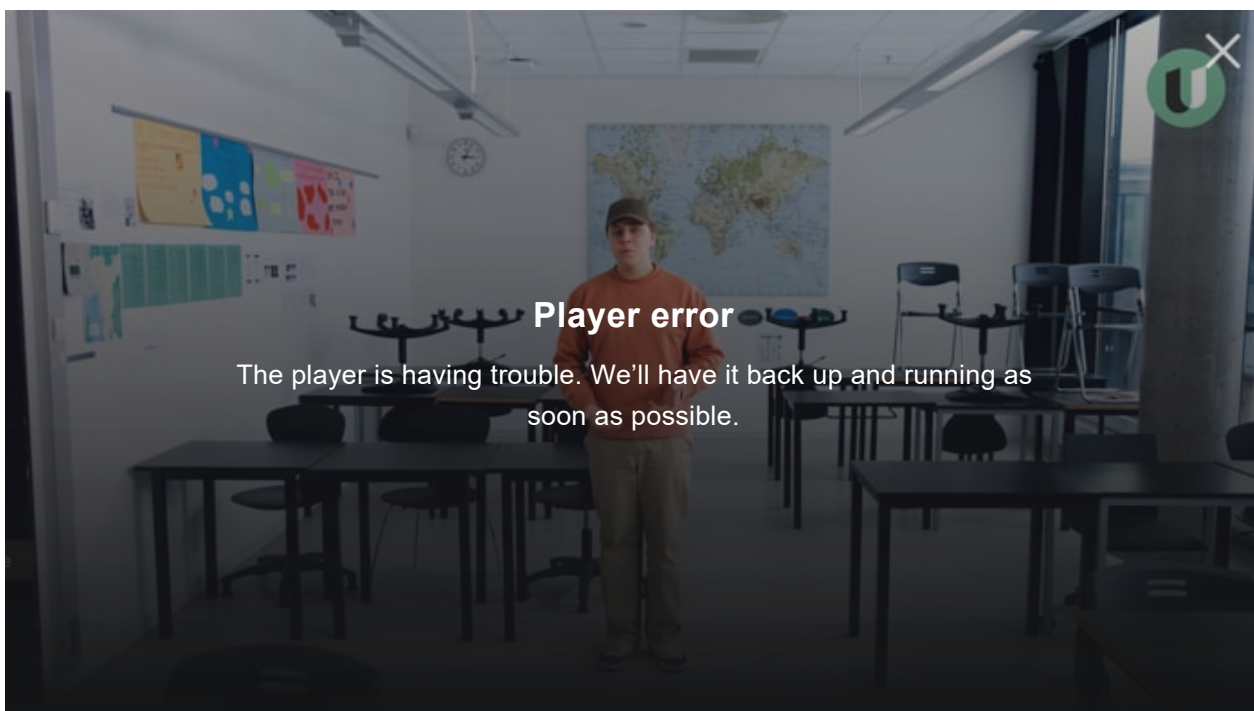 U
Player error
The player is having trouble. We’ll have it back up and running as
soon as possible.